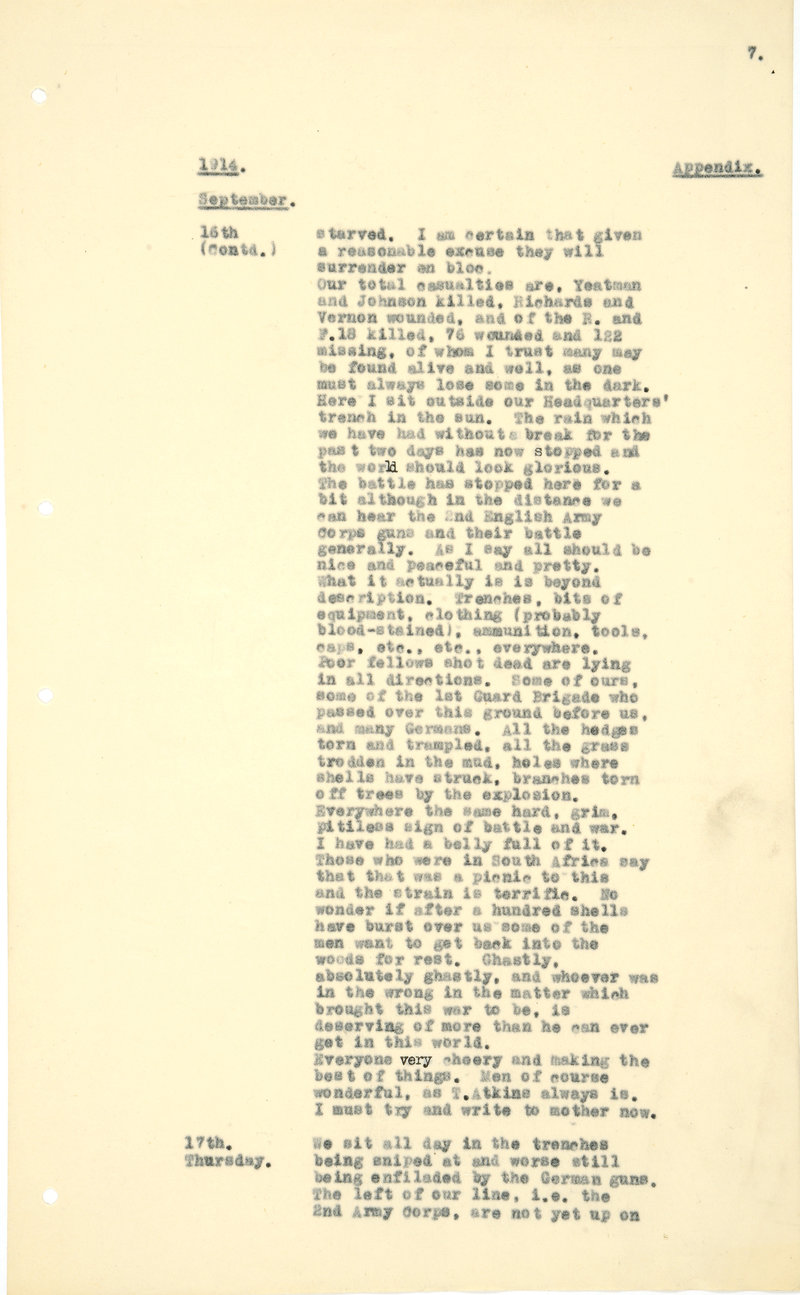 7.
1914.
Appendix.
September.
16th
(Contd.)
starved. I am certain that given
a reasonable excuse they will
surrender en bloc.
Our total casualties are, Yeatman
and Johnson killed, Richards and
Vernon wounded, and of the R. and
F.18 killed, 76 wounded and 122
missing, of whom I trust many may
be found alive and well, as one
must always lose some in the dark.
Here I sit outside our Headquarters'
trench in the sun. The rain which
we have had without a break for the
past two days has now stopped and
the world should look glorious.
The battle has stopped here for a
bit although in the distance we
can hear the 2nd English Army
Corps guns and their battle
generally. As I say all should be
nice and peaceful and pretty.
What it actually is is beyond
description. Trenches, bits of
equipment, clothing (probably
blood-stained), ammunition, tools,
caps, etc., etc., everywhere.
Poor fellows shot dead are lying
in all directions. Some of ours,
some of the 1st Guard Brigade who
passed over this ground before us,
and many Germans. All the hedges
torn and trampled, all the grass
trodden in the mud, holes where
shells have struck, branches torn
off trees by the explosion.
Everywhere the same hard, grim,
pitiless sign of battle and war.
I have had a belly full of it.
Those who were in South Africa say
that that was a picnic to this
and the strain is terrific. No
wonder if after a hundred shells
have burst over us some of the
men want to get back into the
woods for rest. Ghastly,
absolutely ghastly, and whoever was
in the wrong in the matter which
brought this war to be, is
deserving of more than he can ever
get in this world.
Everyone very cheery and making the
best of things. Men of course
wonderful, as T.Atkins always is.
I must try and write to mother now.
17th.
Thursday.
We sit all day in the trenches
being sniped at and worse still
being enfiladed by the German guns.
The left of our line, i.e. the
2nd Army Corps, are not yet up on